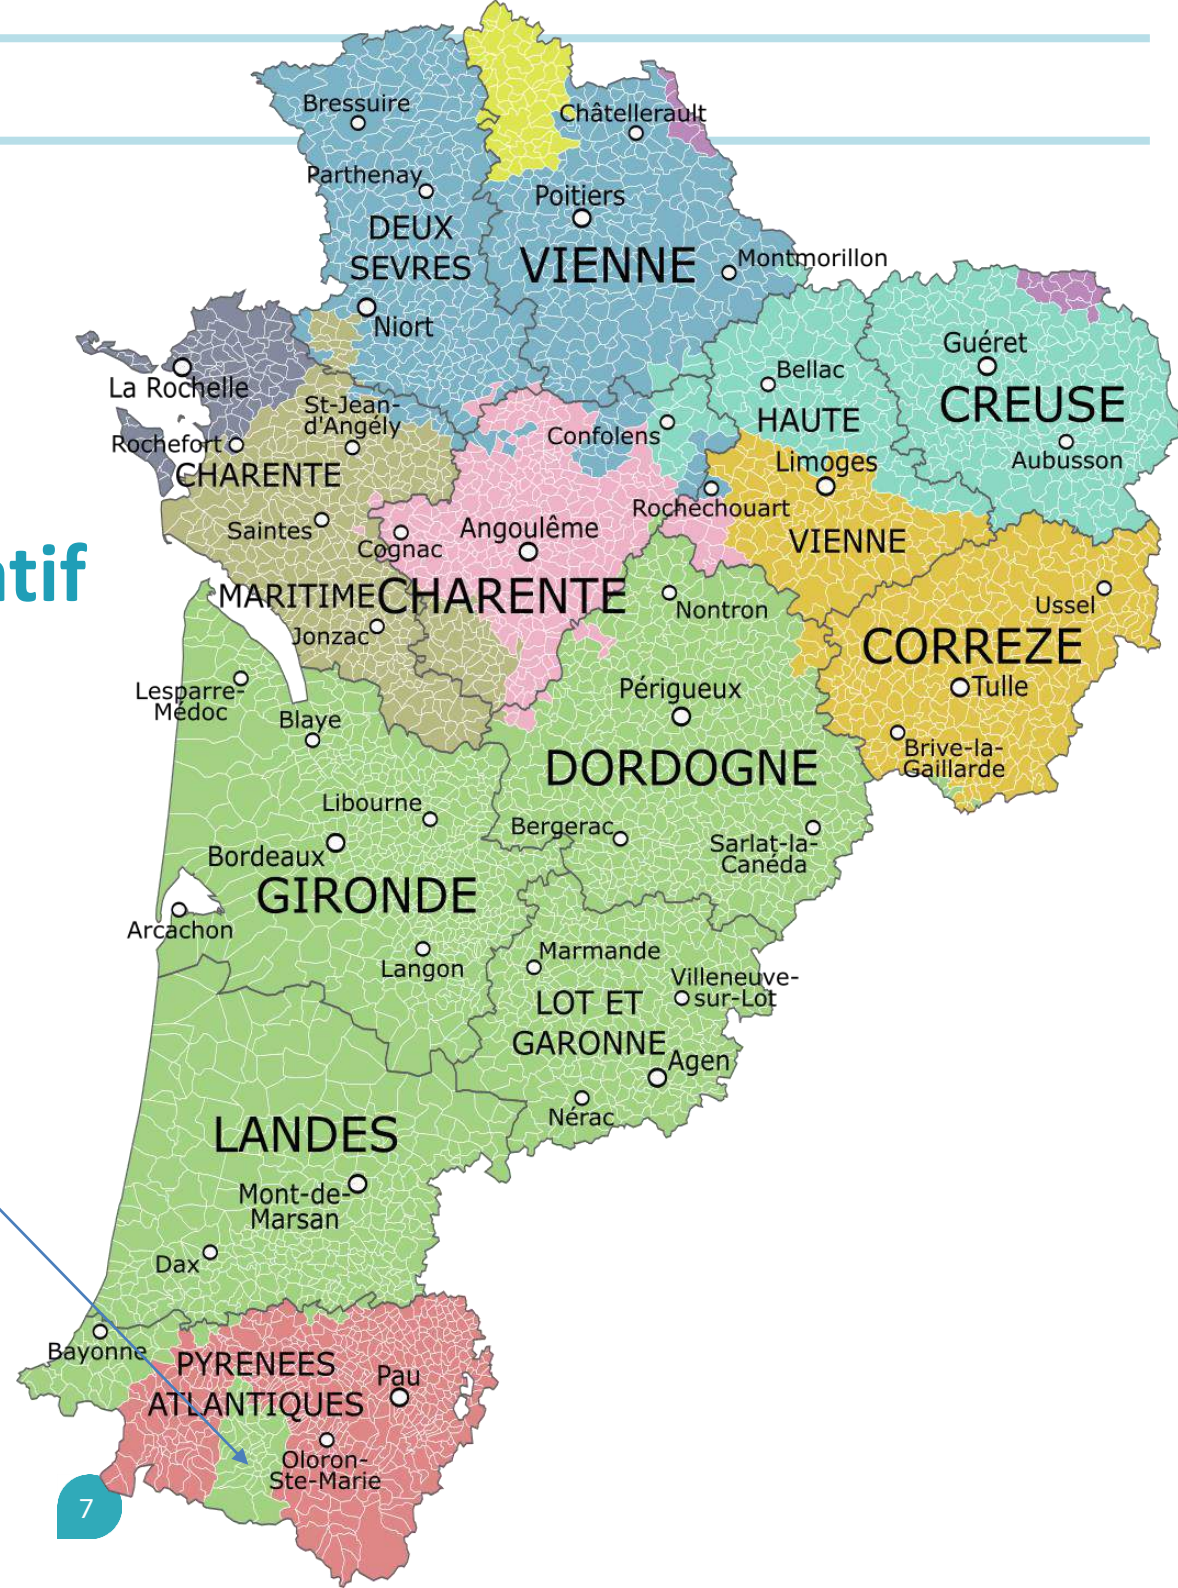 Bressuire
Châtellerault
Parthenay
Poitiers
DEUX
SEVRES
VIENNE
Montmorillon
Niort
Guéret
La Rochelle
Bellac
CREUSE
St-Jean-
d'Angély
HAUTE
Rochefort
Confolens
Aubusson
CHARENTE
Limoges
Rochechouart
Saintes
Angoulême
Cognac
VIENNE
ntif
MARITIME
CHARENTE
Nontron
Ussel
Jonzac
CORREZE
Lesparre-
Médoc
Périgueux
Tulle
Blaye
Brive-la-
Gaillarde
DORDOGNE
Libourne
Bergerac
Sarlat-la-
Canéda
Bordeaux
GIRONDE
Arcachon
Langon
Marmande
Villeneuve-
sur-Lot
LOT ET
GARONNE
Agen
Nérac
LANDES
Mont-de-
Marsan
Dax
Bayonne
PYRENEES
ATLANTIQUES
Pau
Oloron-
Ste-Marie
7